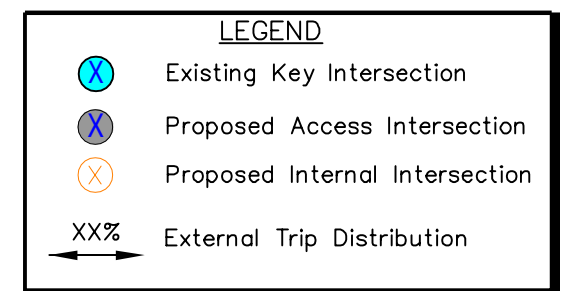 LEGEND
X Existing Key Intersection
X Proposed Access Intersection
X Proposed Internal Intersection
XX% External Trip Distribution